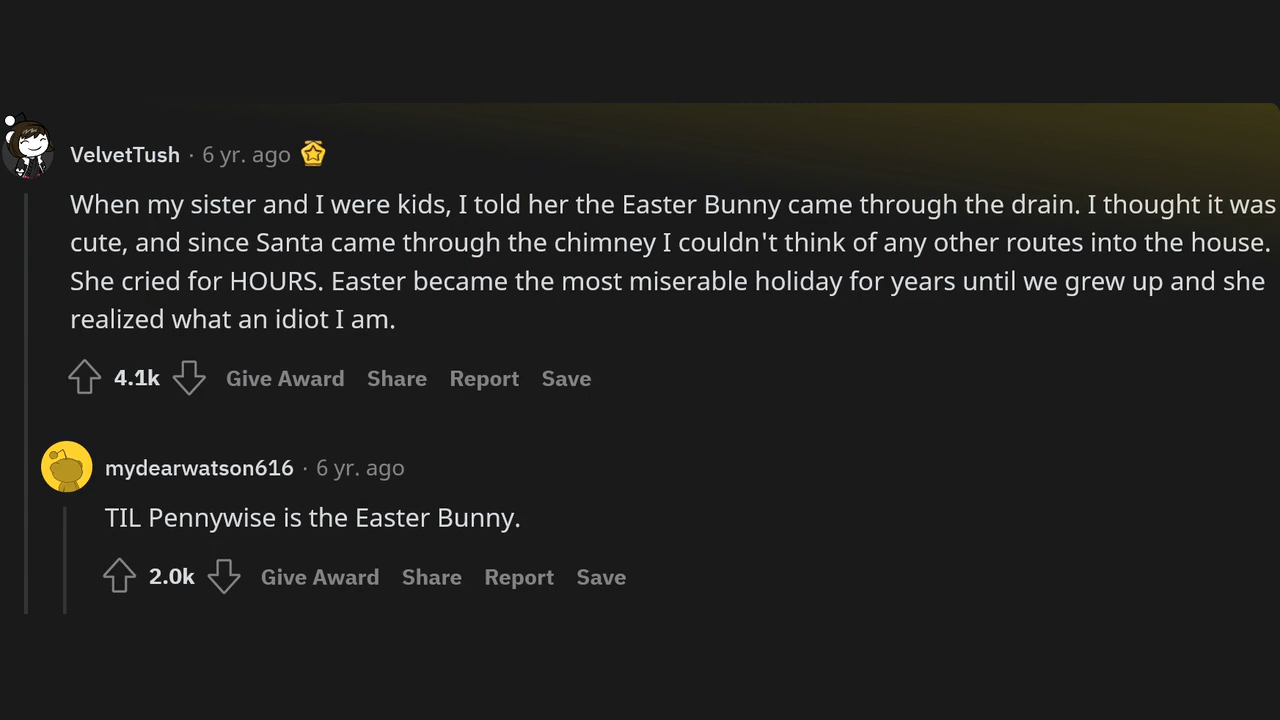 VelvetTush · 6 yr. ago
When my sister and I were kids, I told her the Easter Bunny came through the drain. I thought it was
cute, and since Santa came through the chimney I couldn't think of any other routes into the house.
She cried for HOURS. Easter became the most miserable holiday for years until we grew up and she
realized what an idiot I am.
4.1k Give Award Share Report Save
mydearwatson616 · 6 yr. ago
TIL Pennywise is the Easter Bunny.
2.0k Give Award Share Report Save